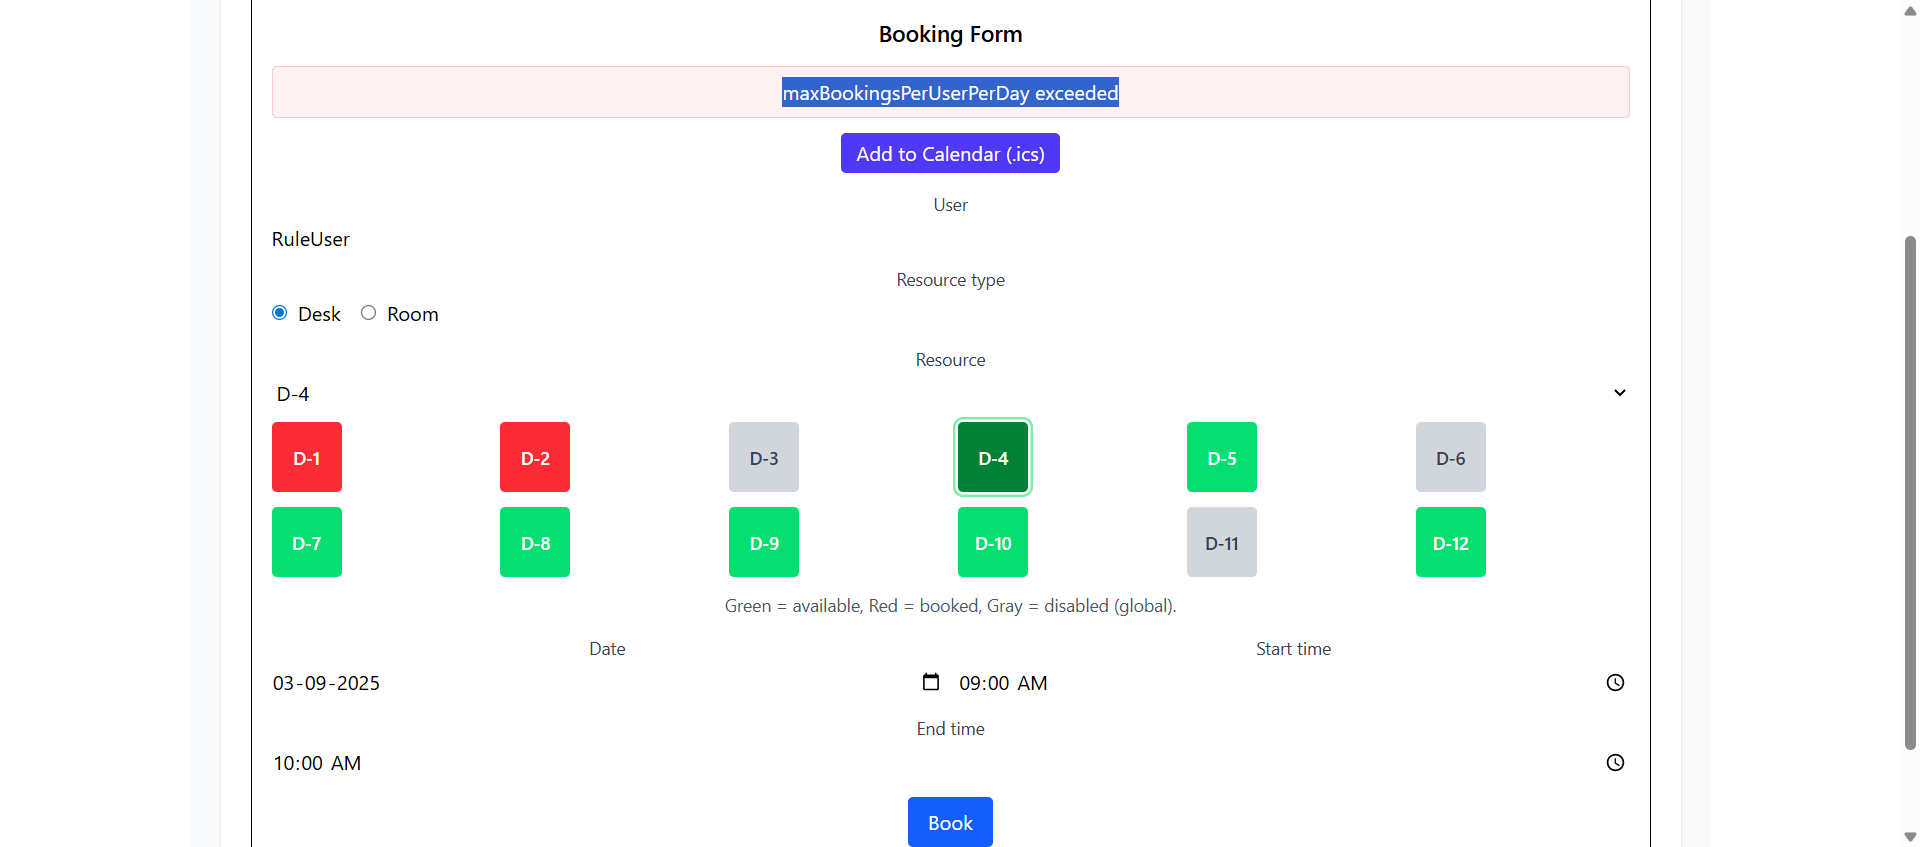 Booking Form
maxBookingsPerUserPerDay exceeded
Add to Calendar (.ics)
User
RuleUser
Resource type
Desk Room
Resource
D-4
D-1 D-2 D-3 D-4 D-5 D-6
D-7 D-8 D-9 D-10 D-11 D-12
Green = available, Red = booked, Gray = disabled (global).
Date Start time
03-09-2025 09:00 AM
End time
10:00 AM
Book